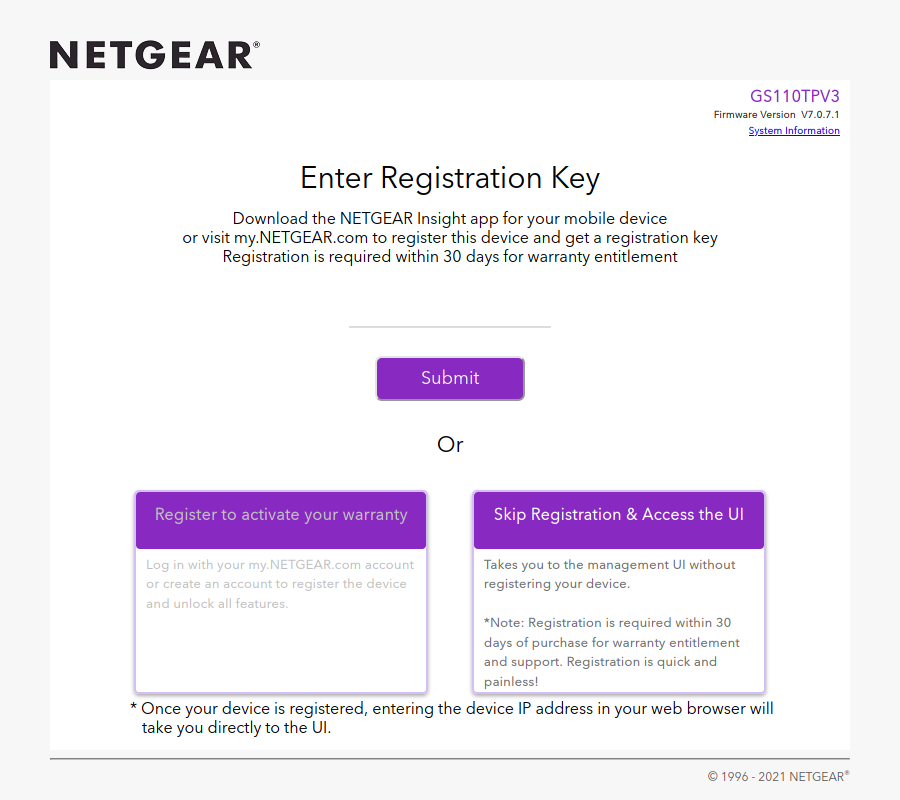 NETGEAR®
GS110TPV3
Firmware Version V7.0.7.1
System Information
Enter Registration Key
Download the NETGEAR Insight app for your mobile device
or visit my.NETGEAR.com to register this device and get a registration key
Registration is required within 30 days for warranty entitlement
Submit
Or
Register to activate your warranty
Log in with your my.NETGEAR.com account
or create an account to register the device
and unlock all features.
Skip Registration & Access the UI
Takes you to the management UI without
registering your device.
*Note: Registration is required within 30
days of purchase for warranty entitlement
and support. Registration is quick and
painless!
* Once your device is registered, entering the device IP address in your web browser will
take you directly to the UI.
© 1996 - 2021 NETGEAR®